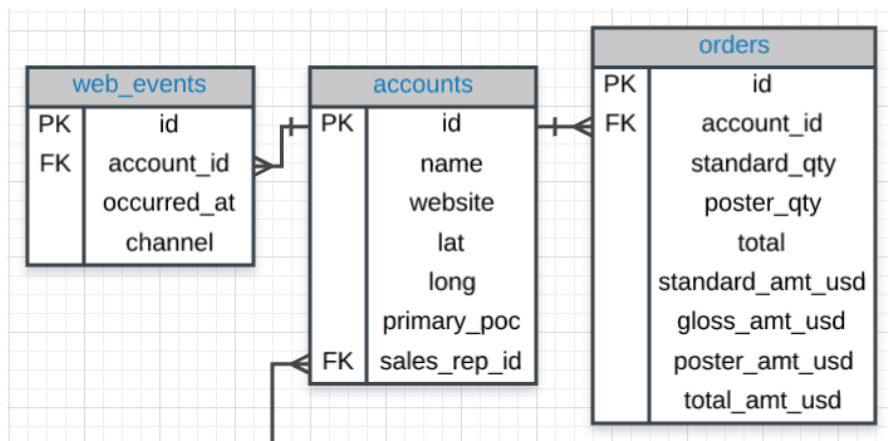 web_events
PK id
FK account_id
occurred_at
channel
accounts
PK id
name
website
lat
long
primary_poc
FK sales_rep_id
orders
PK id
FK account_id
standard_qty
poster_qty
total
standard_amt_usd
gloss_amt_usd
poster_amt_usd
total_amt_usd